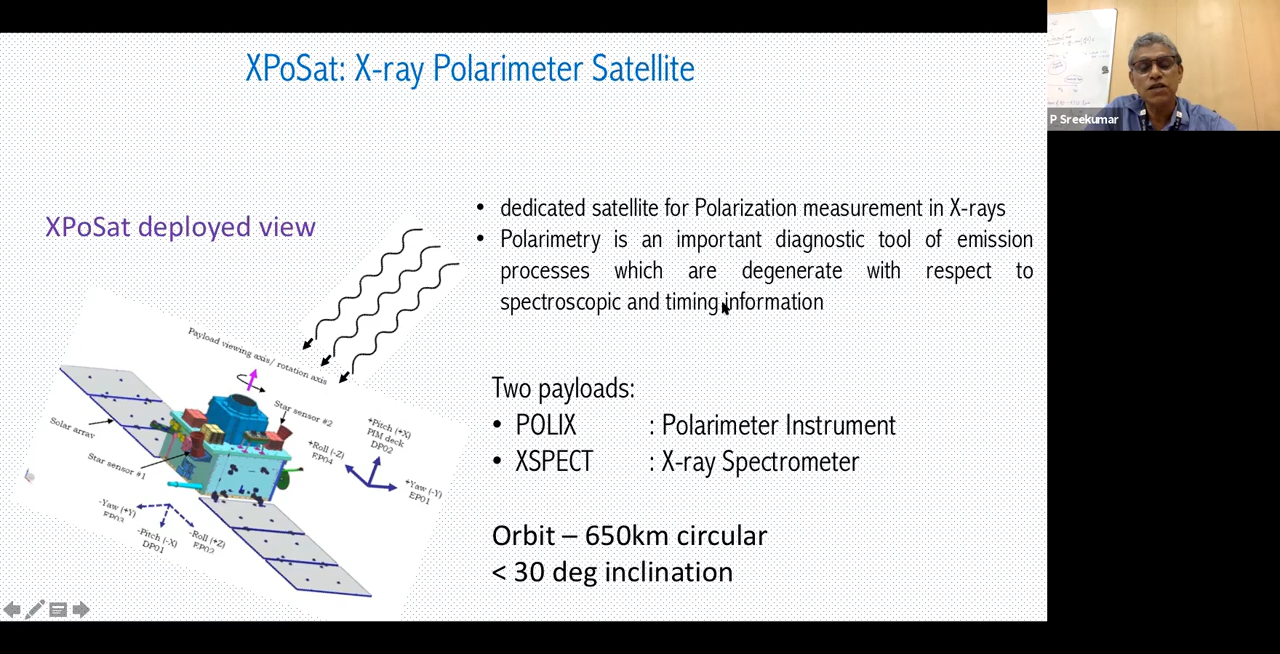 XPoSat: X-ray Polarimeter Satellite
P Sreekumar
XPoSat deployed view
• dedicated satellite for Polarization measurement in X-rays
• Polarimetry is an important diagnostic tool of emission
processes which are degenerate with respect to
spectroscopic and timing information
Payload viewing axis/ rotation axis
Star sensor #2
Solar array
Star sensor #1
+Pitch (+X)
PIM deck
DP02
+Roll (-Z)
EP04
+Yaw (-Y)
EP01
-Yaw (+Y)
EP03
-Pitch (-X)
DP01
-Roll (+Z)
EP02
Two payloads:
• POLIX : Polarimeter Instrument
• XSPECT : X-ray Spectrometer
Orbit – 650km circular
< 30 deg inclination